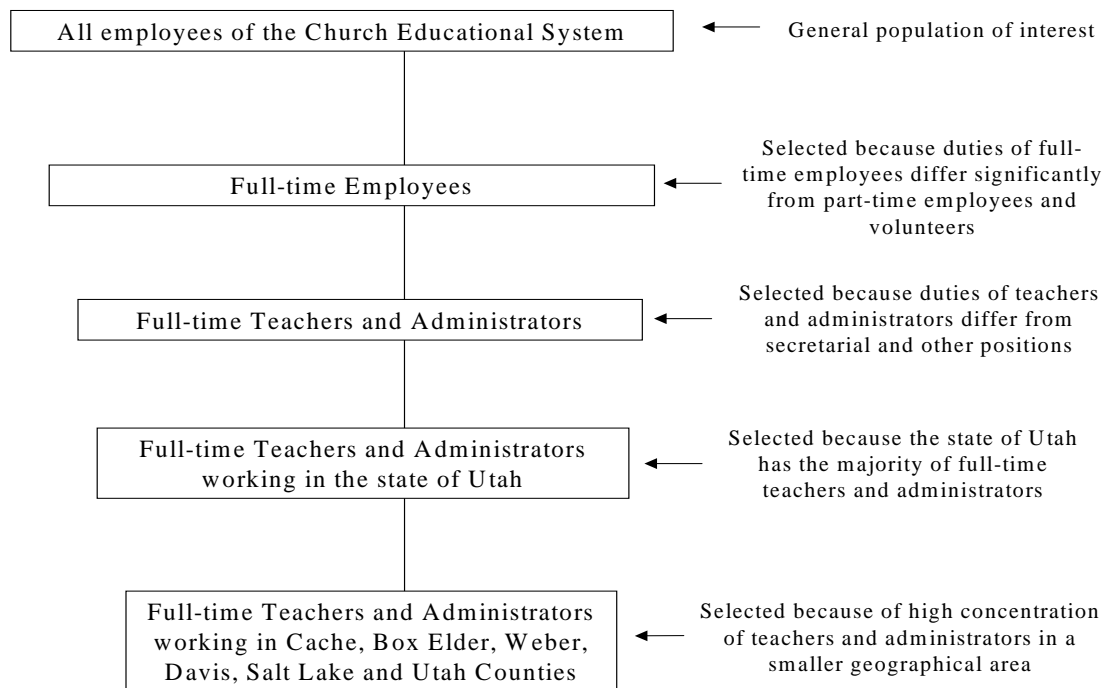 All employees of the Church Educational System
General population of interest
Full-time Employees
Selected because duties of full-
time employees differ significantly
from part-time employees and
volunteers
Full-time Teachers and Administrators
Selected because duties of teachers
and administrators differ from
secretarial and other positions
Full-time Teachers and Administrators
working in the state of Utah
Selected because the state of Utah
has the majority of full-time
teachers and administrators
Full-time Teachers and Administrators
working in Cache, Box Elder, Weber,
Davis, Salt Lake and Utah Counties
Selected because of high concentration
of teachers and administrators in a
smaller geographical area